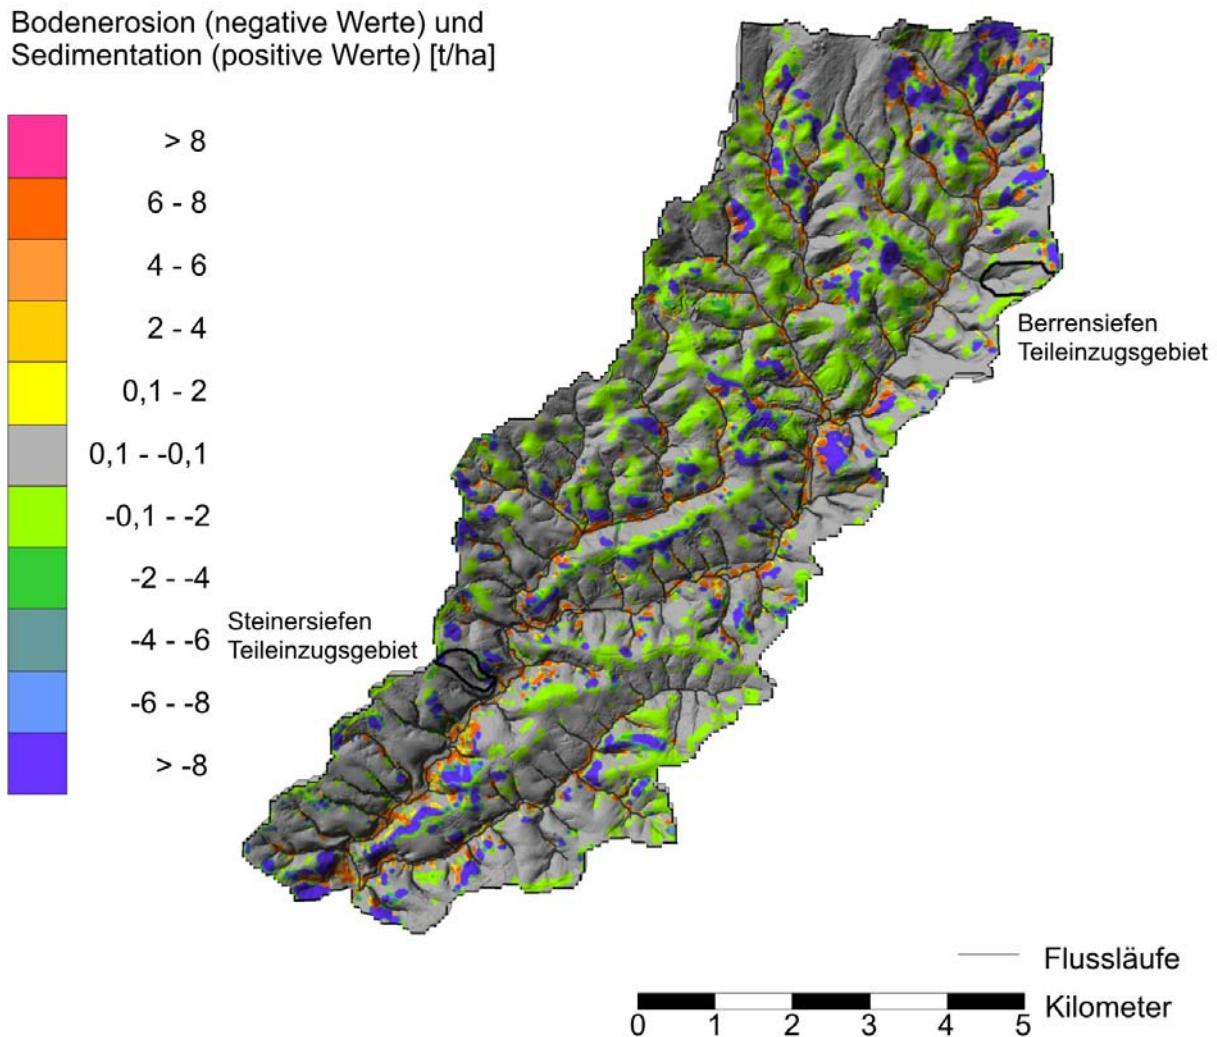 Bodenerosion (negative Werte) und
Sedimentation (positive Werte) [t/ha]
> 8
6 - 8
4 - 6
2 - 4
0,1 - 2
0,1 - -0,1
-0,1 - -2
-2 - -4
-4 - -6
-6 - -8
> -8
Berrensiefen
Teileinzugsgebiet
Steinersiefen
Teileinzugsgebiet
Flussläufe
Kilometer
0 1 2 3 4 5